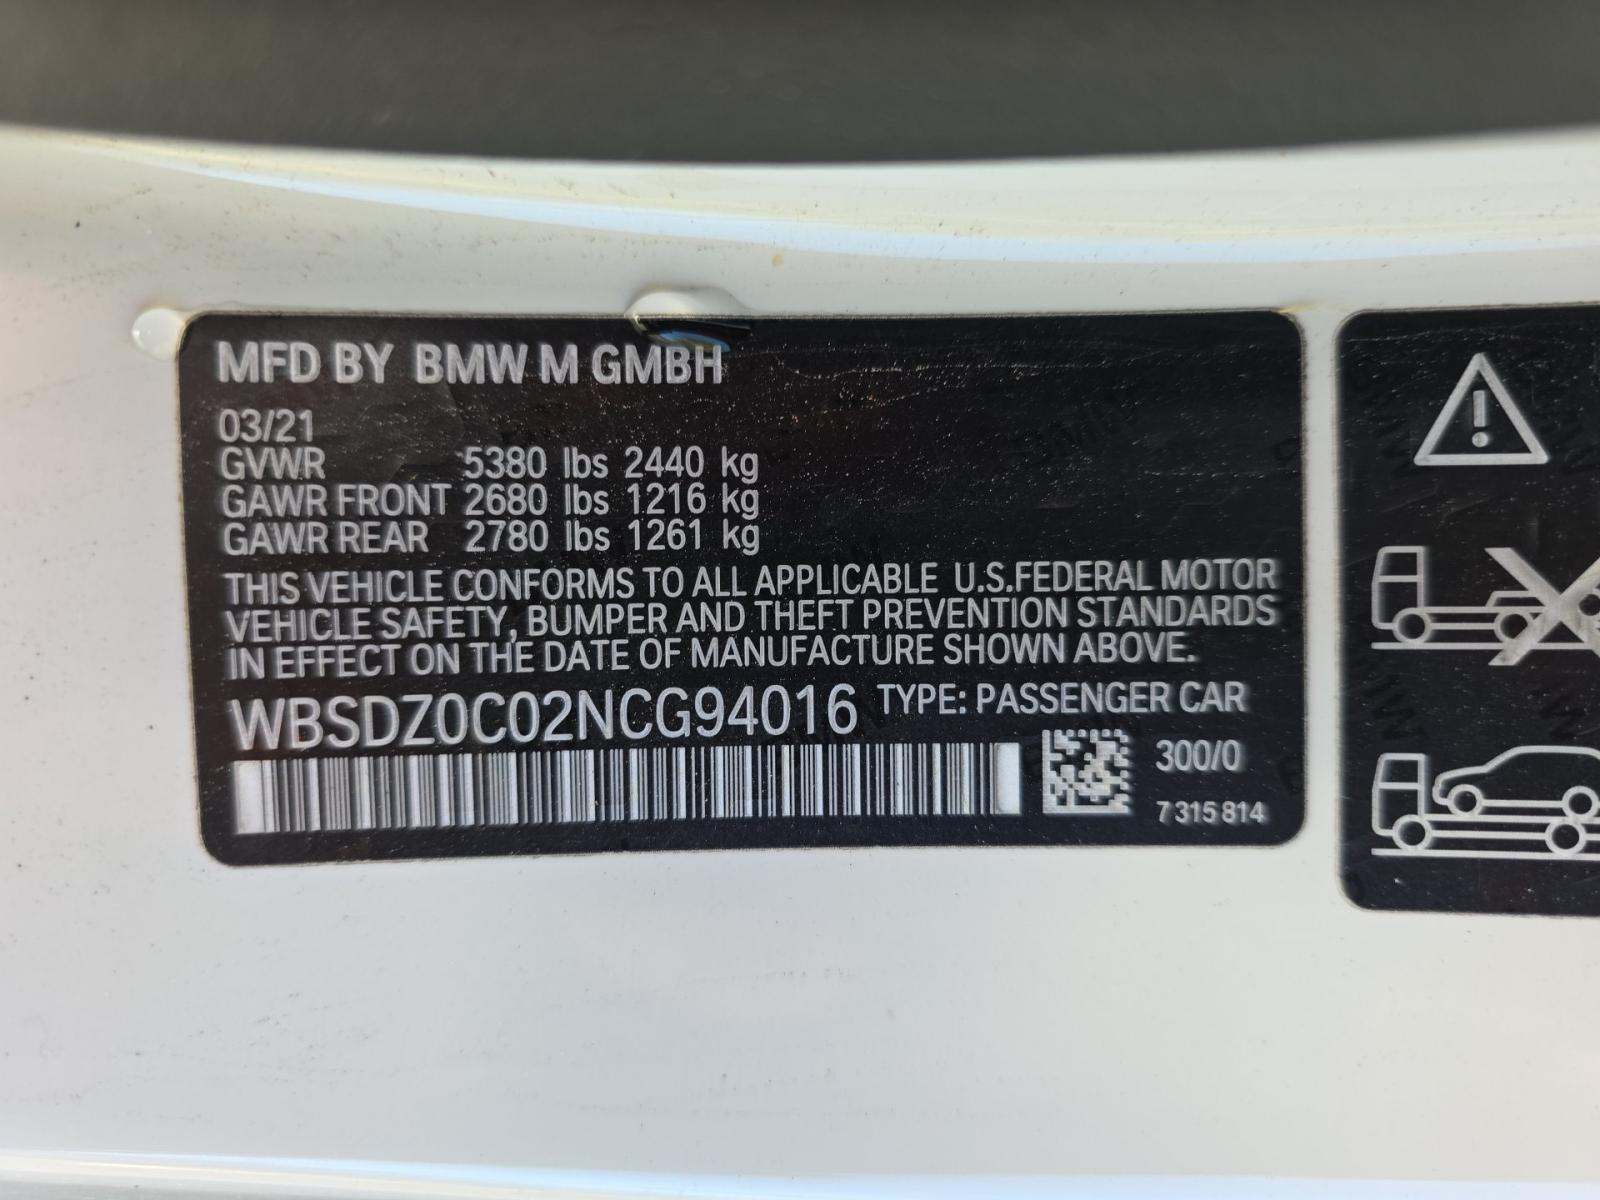 MFD BY BMW M GMBH
03/21
GVWR 5380 lbs 2440 kg
GAWR FRONT 2680 lbs 1216 kg
GAWR REAR 2780 lbs 1261 kg
THIS VEHICLE CONFORMS TO ALL APPLICABLE U.S.FEDERAL MOTOR
VEHICLE SAFETY, BUMPER AND THEFT PREVENTION STANDARDS
IN EFFECT ON THE DATE OF MANUFACTURE SHOWN ABOVE.
WBSDZ0C02NCG94016 TYPE: PASSENGER CAR
300/0
7 315 814